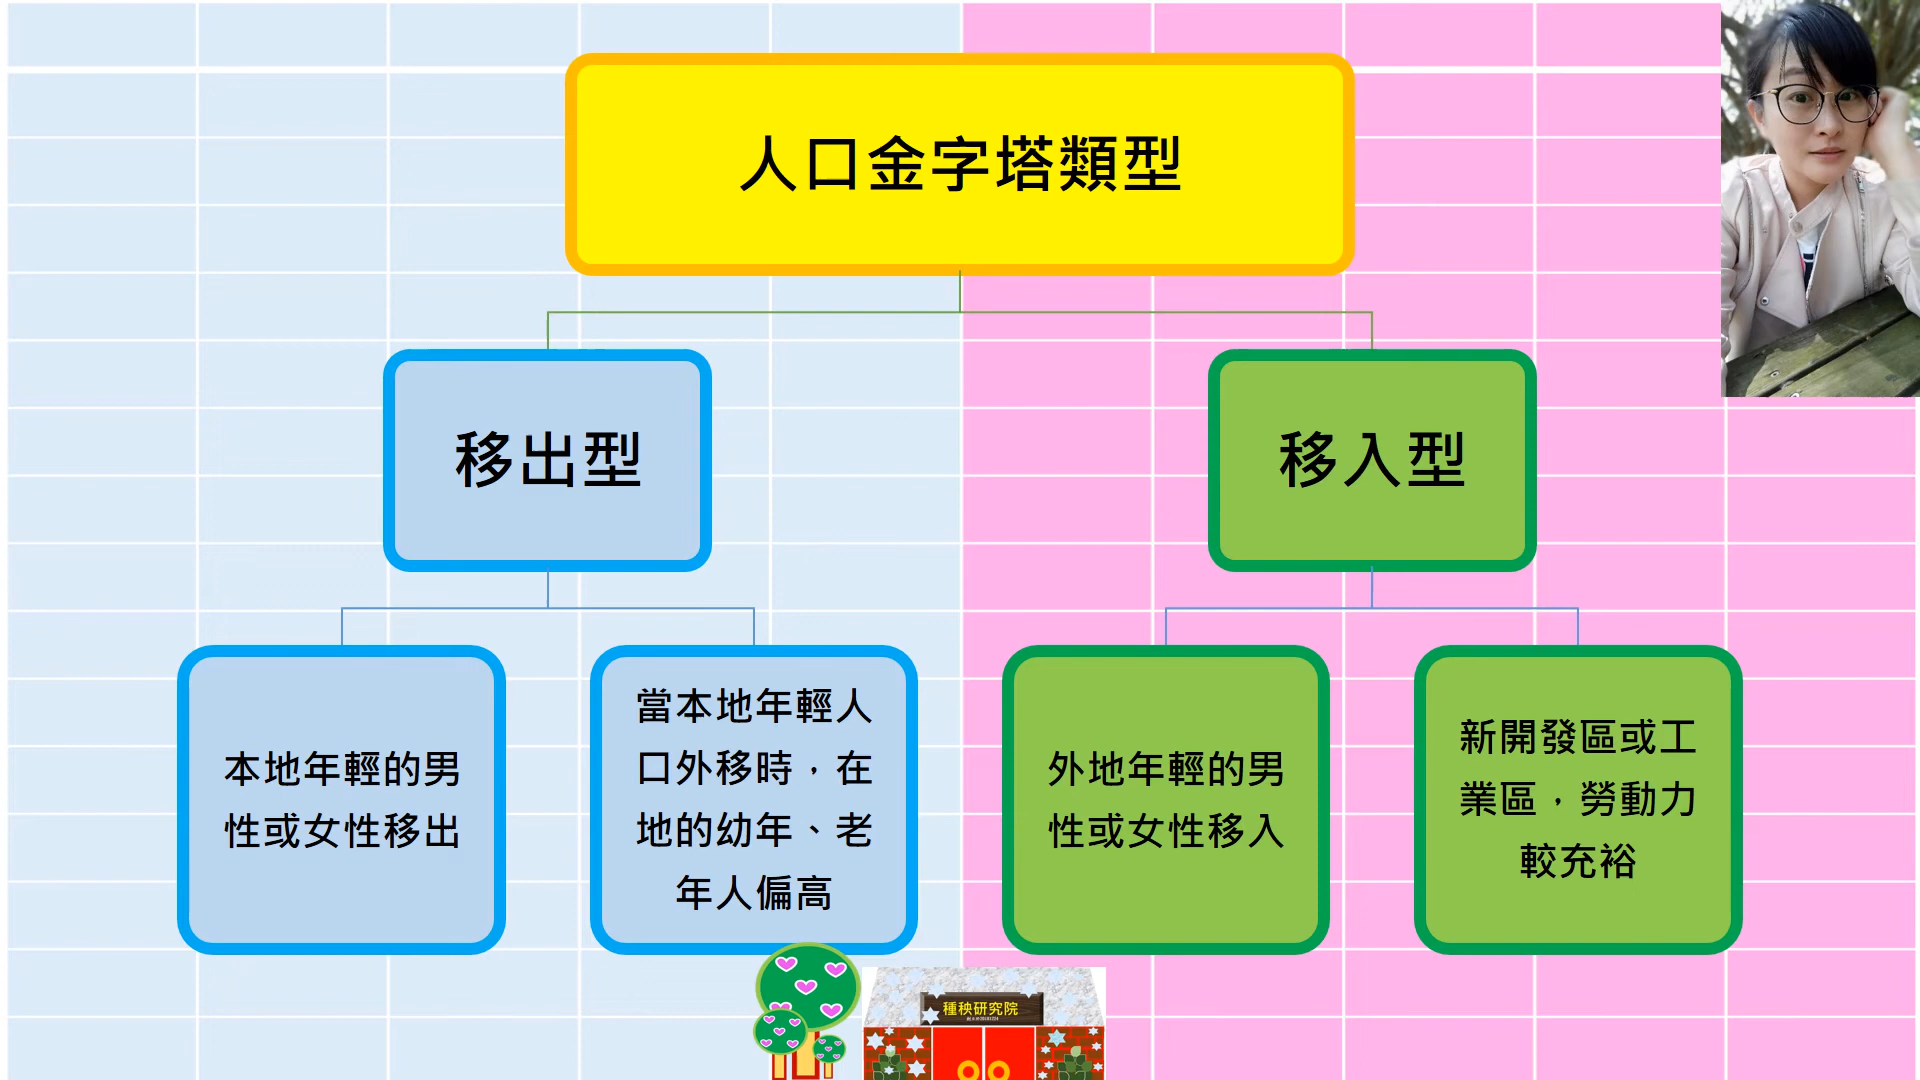 人口金字塔類型
移出型
移入型
本地年輕的男
性或女性移出
當本地年輕人
口外移時，在
地的幼年、老
年人偏高
外地年輕的男
性或女性移入
新開發區或工
業區，勞動力
較充裕
種秧研究院